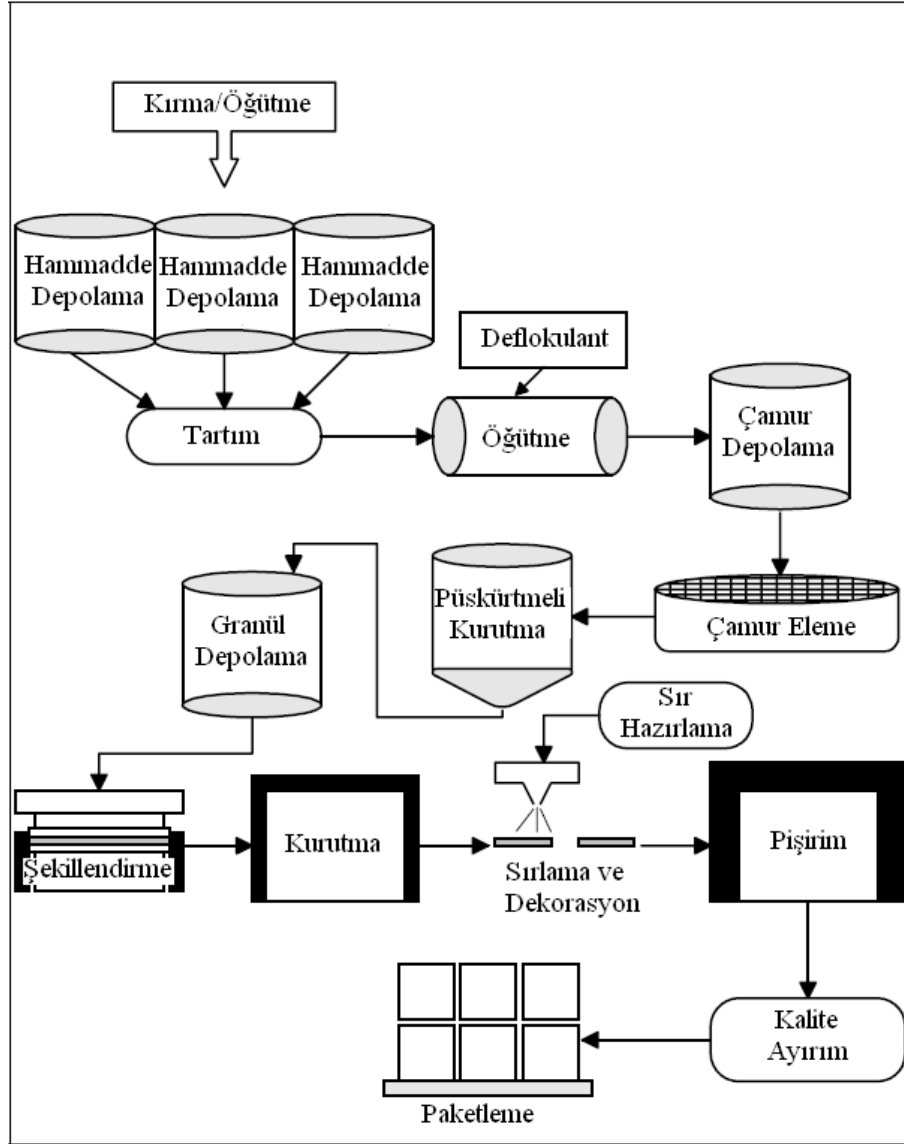 Kırma/Öğütme
Hammadde
Depolama
Hammadde
Depolama
Hammadde
Depolama
Deflokulant
Tartım
Öğütme
Çamur
Depolama
Granül
Depolama
Püskürtmeli
Kurutma
Çamur Eleme
Sır
Hazırlama
Şekillendirme
Kurutma
Sırlama ve
Dekorasyon
Pişirim
Kalite
Ayırım
Paketleme